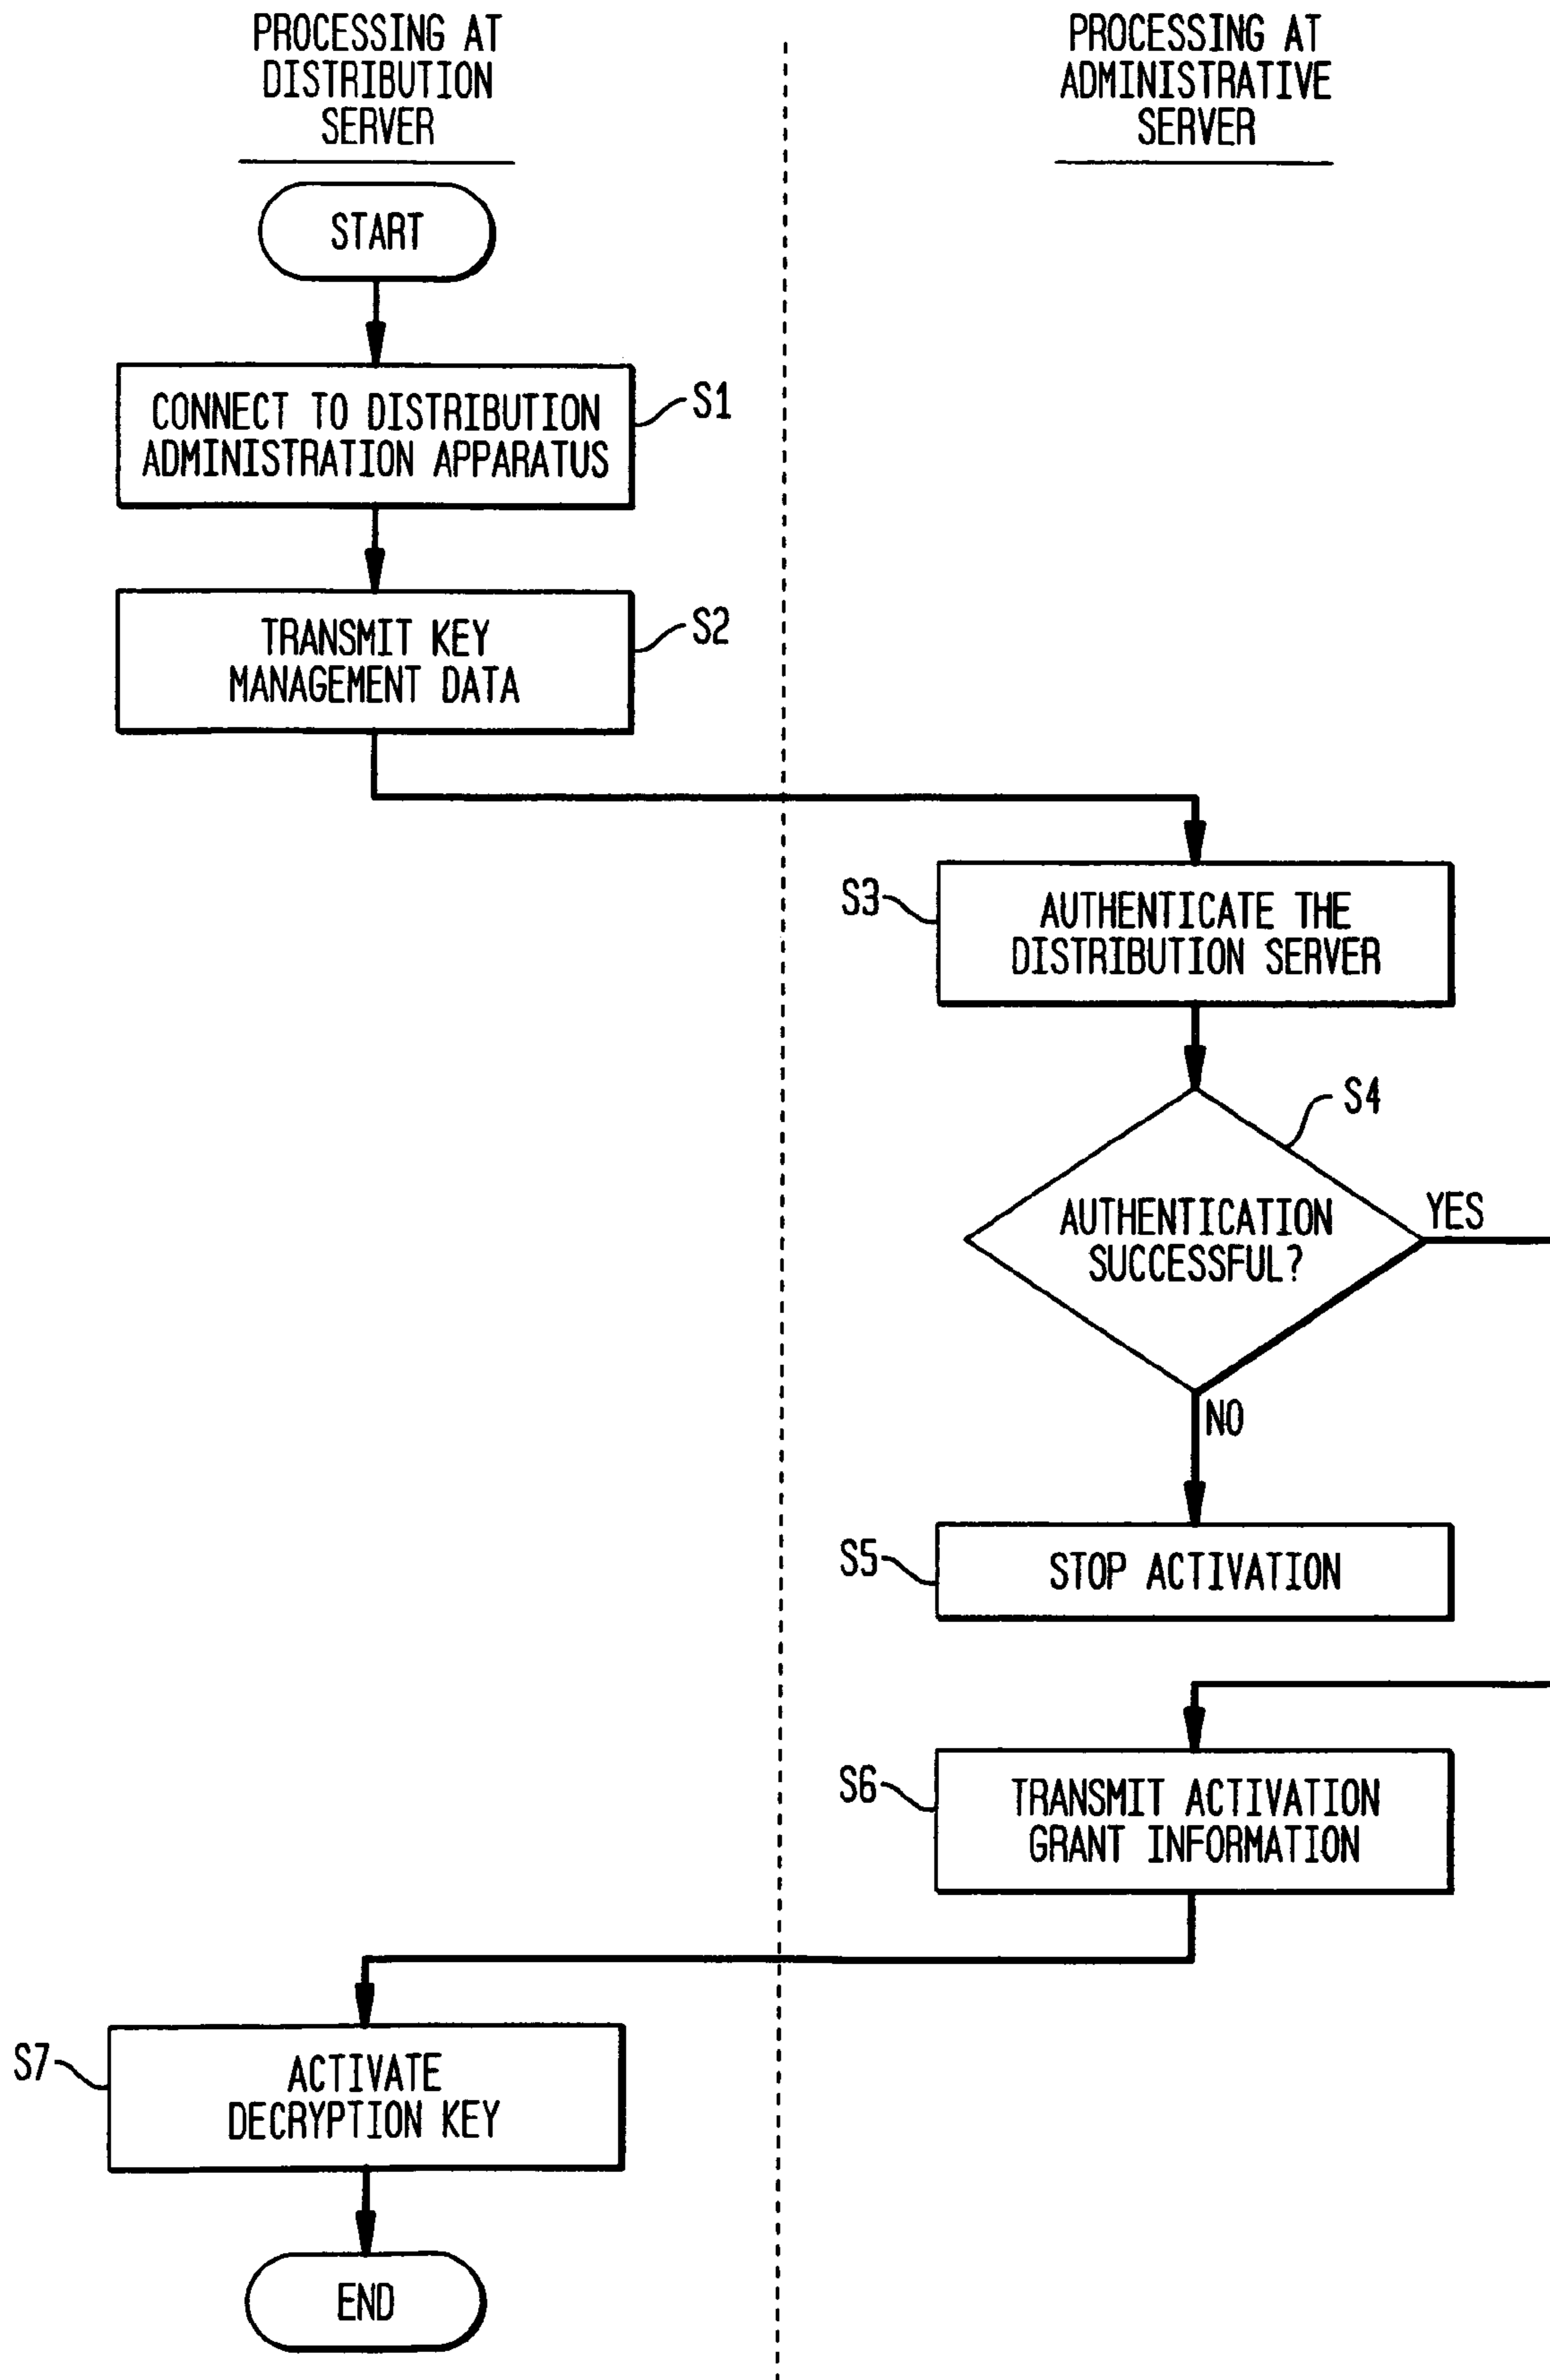 PROCESSING AT
DISTRIBUTION
SERVER
PROCESSING AT
ADMINISTRATIVE
SERVER
START
CONNECT TO DISTRIBUTION
ADMINISTRATION APPARATUS
S1
TRANSMIT KEY
MANAGEMENT DATA
S2
S3
AUTHENTICATE THE
DISTRIBUTION SERVER
S4
AUTHENTICATION
SUCCESSFUL?
YES
NO
S5
STOP ACTIVATION
S6
TRANSMIT ACTIVATION
GRANT INFORMATION
S7
ACTIVATE
DECRYPTION KEY
END